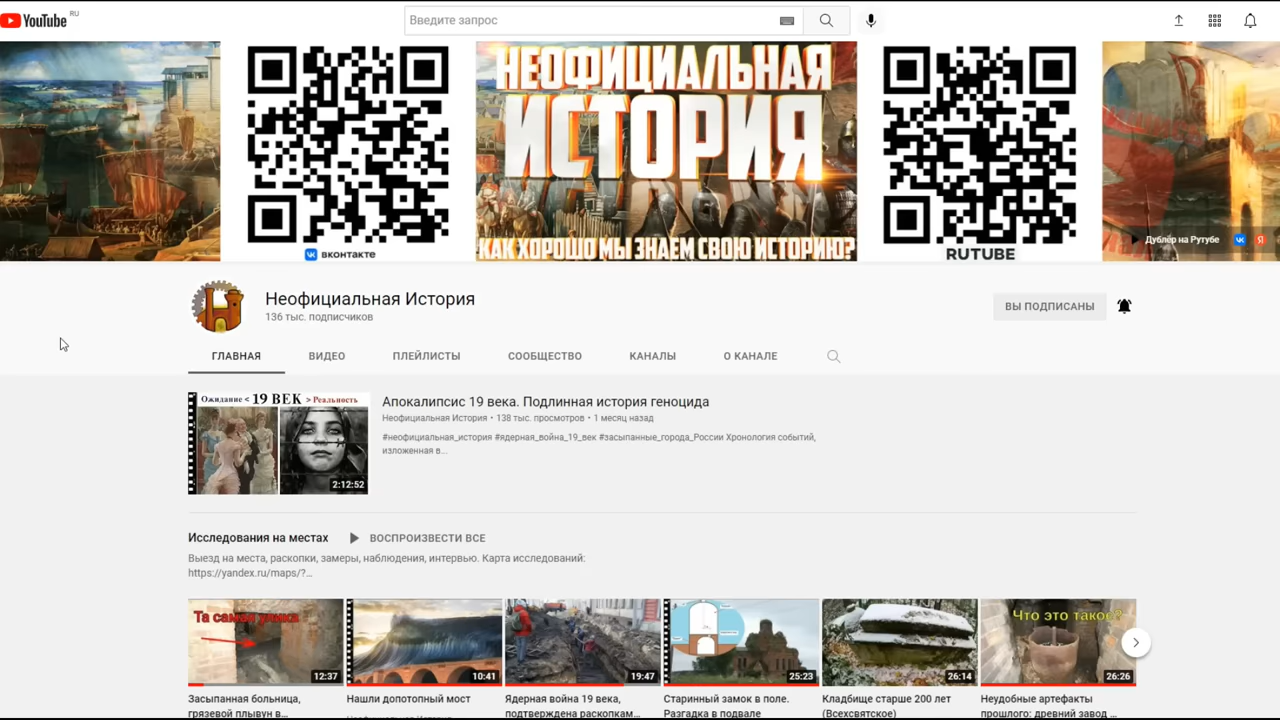 YouTube RU
Введите запрос
НЕОФИЦИАЛЬНАЯ
ИСТОРИЯ
КАК ХОРОШО МЫ ЗНАЕМ СВОЮ ИСТОРИЮ?
вконтакте
RUTUBE
Дублёр на Рутубе
Я
Неофициальная История
136 тыс. подписчиков
ВЫ ПОДПИСАНЫ
ГЛАВНАЯ
ВИДЕО
ПЛЕЙЛИСТЫ
СООБЩЕСТВО
КАНАЛЫ
О КАНАЛЕ
Ожидание < 19 ВЕК > Реальность
2:12:52
Апокалипсис 19 века. Подлинная история геноцида
Неофициальная История • 138 тыс. просмотров • 1 месяц назад
#неофициальная_история #ядерная_война_19_век #засыпанные_города_России Хронология событий,
изложенная в...
Исследования на местах
ВОСПРОИЗВЕСТИ ВСЕ
Выезд на места, раскопки, замеры, наблюдения, интервью. Карта исследований:
https://yandex.ru/maps/?...
Та самая улика
12:37
10:41
19:47
25:23
26:14
Что это такое?
26:26
Засыпанная больница,
грязевой плывун в...
Нашли допотопный мост
Ядерная война 19 века,
подтверждена раскопкам...
Старинный замок в поле.
Разгадка в подвале
Кладбище старше 200 лет
(Всехсвятское)
Неудобные артефакты
прошлого: древний завод ...